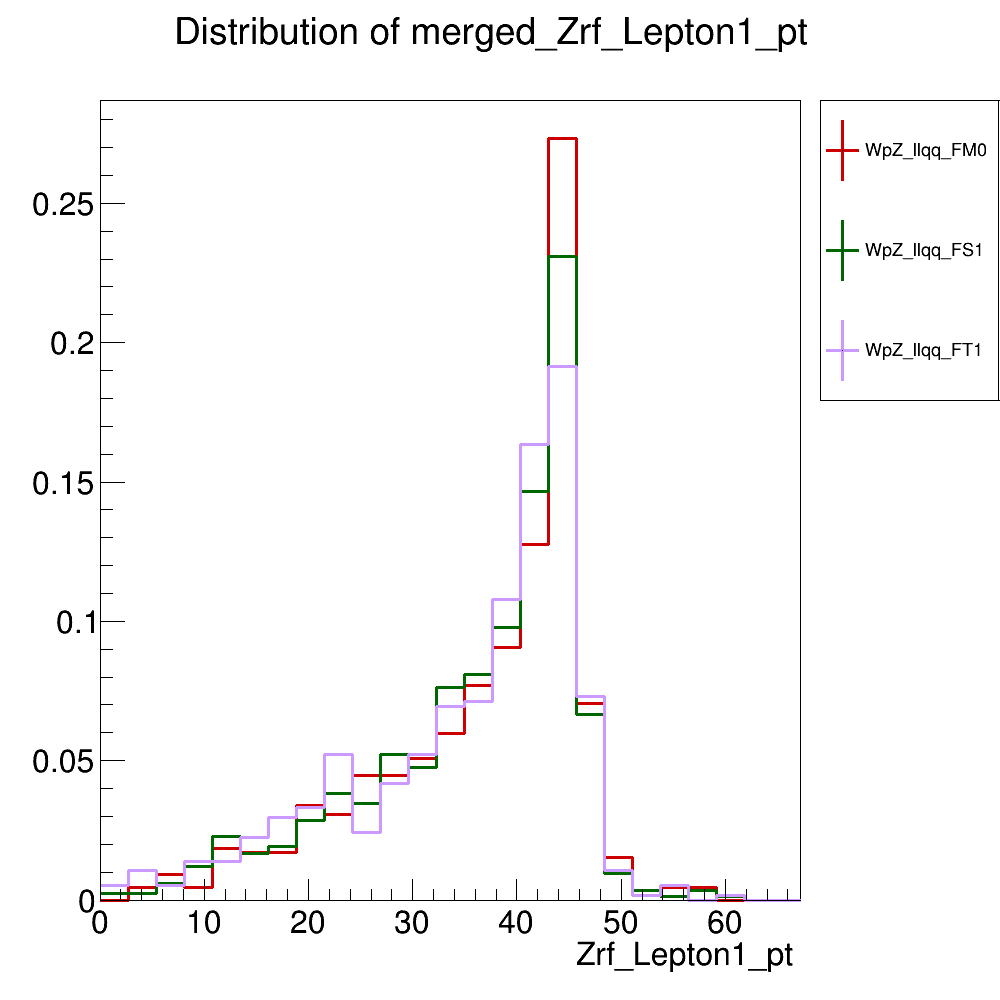 Distribution of merged_Zrf_Lepton1_pt
WpZ_llqq_FM0
WpZ_llqq_FS1
WpZ_llqq_FT1
0.25
0.2
0.15
0.1
0.05
0
0 10 20 30 40 50 60
Zrf_Lepton1_pt